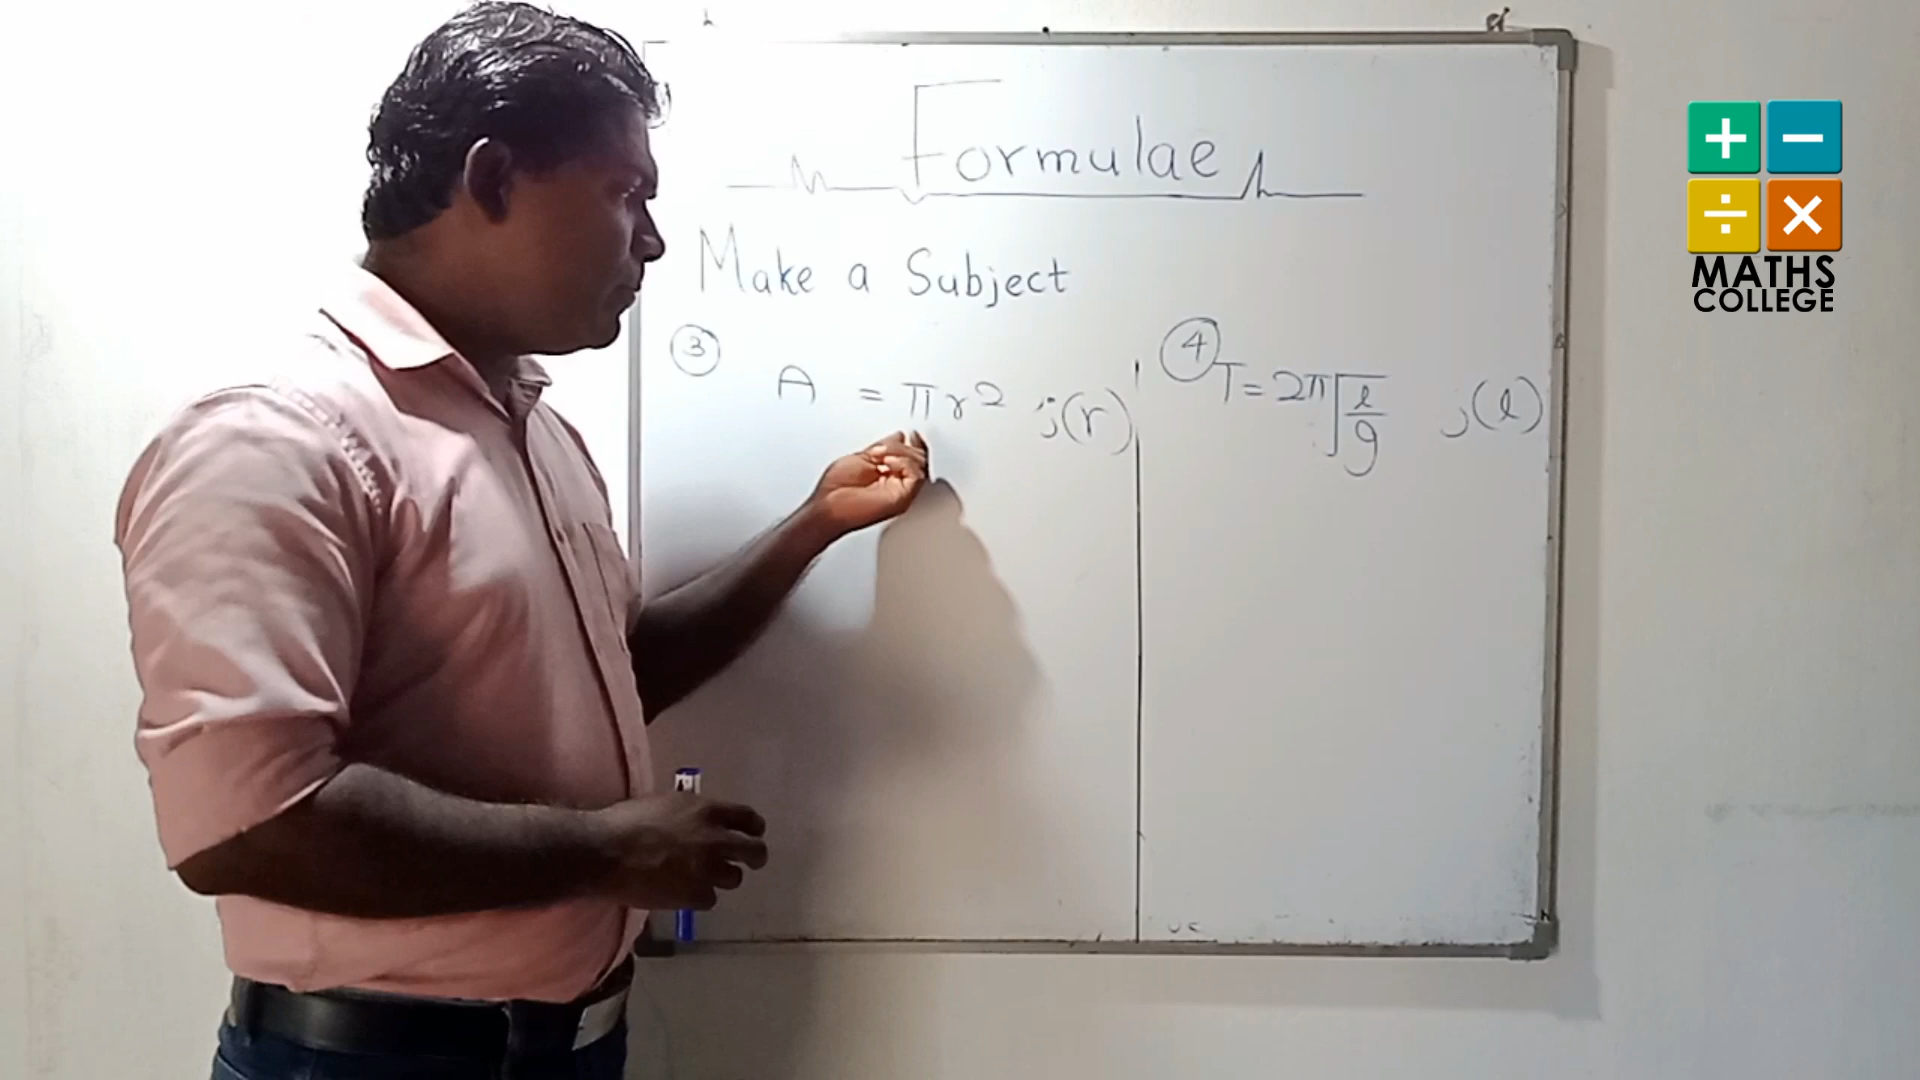 Formulae
Make a Subject
③
A = πr² ; (r)
④
T = 2π√(l/g) ; (l)
+ −
÷ ×
MATHS
COLLEGE